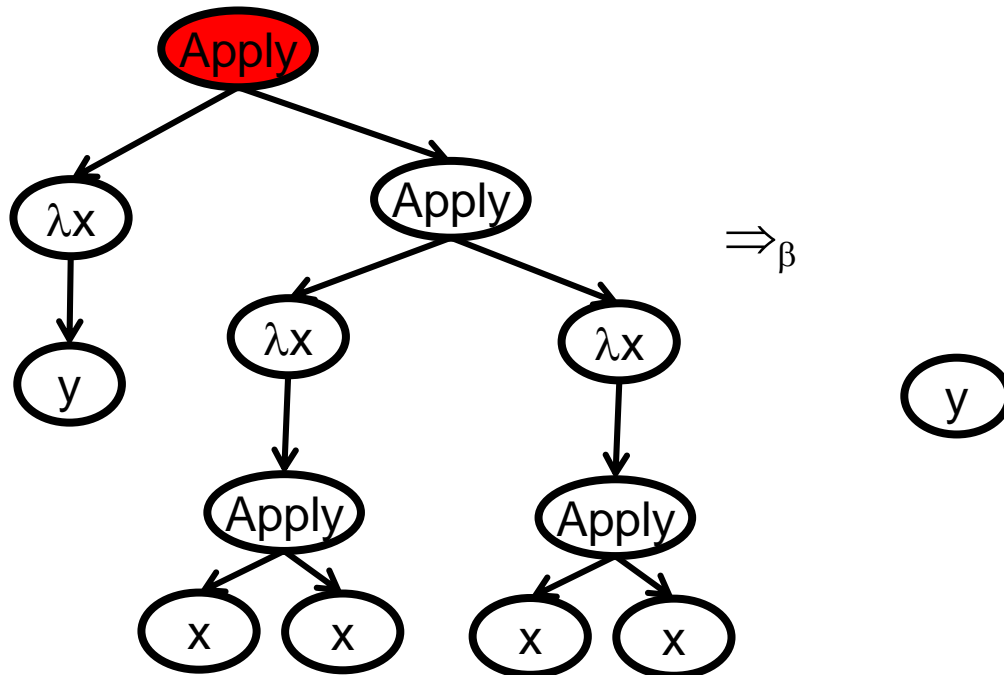 Apply
λx Apply
⇒β
λx λx
y y
Apply Apply
x x x x